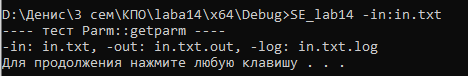 D:\Денис\3 сем\КПО\laba14\x64\Debug>SE_lab14 -in:in.txt
---- тест Parm::getparm ----
-in: in.txt, -out: in.txt.out, -log: in.txt.log
Для продолжения нажмите любую клавишу . . .